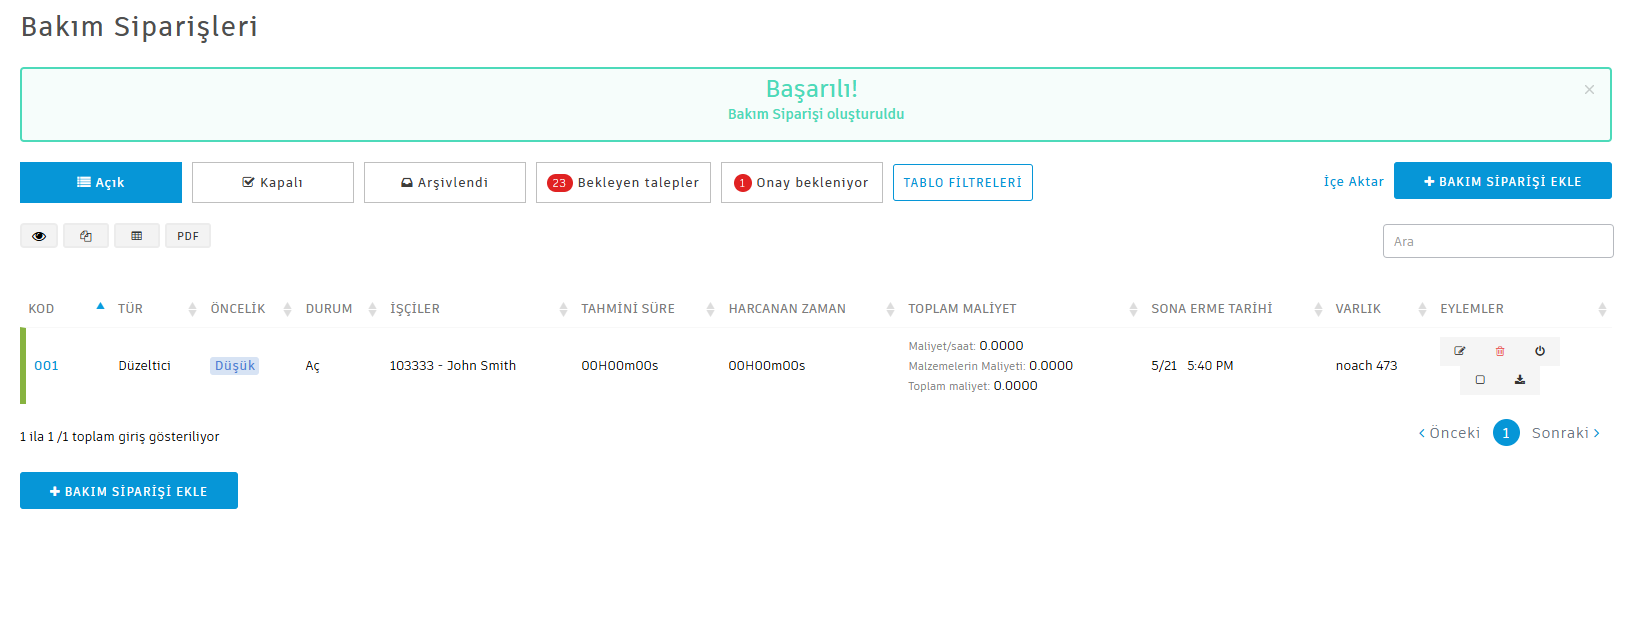 Bakım Siparişleri
Başarılı!
×
Bakım Siparişi oluşturuldu
Açık Kapalı Arşivlendi 23 Bekleyen talepler 1 Onay bekleniyor TABLO FİLTRELERİ İçe Aktar + BAKIM SİPARİŞİ EKLE
PDF Ara
KOD TÜR ÖNCELİK DURUM İŞÇİLER TAHMİNİ SÜRE HARCANAN ZAMAN TOPLAM MALİYET SONA ERME TARİHİ VARLIK EYLEMLER
001 Düzeltici Düşük Aç 103333 - John Smith 00H00m00s 00H00m00s
Maliyet/saat: 0.0000
Malzemelerin Maliyeti: 0.0000
Toplam maliyet: 0.0000
5/21 5:40 PM noach 473
1 ila 1 /1 toplam giriş gösteriliyor
‹ Önceki 1 Sonraki ›
+ BAKIM SİPARİŞİ EKLE